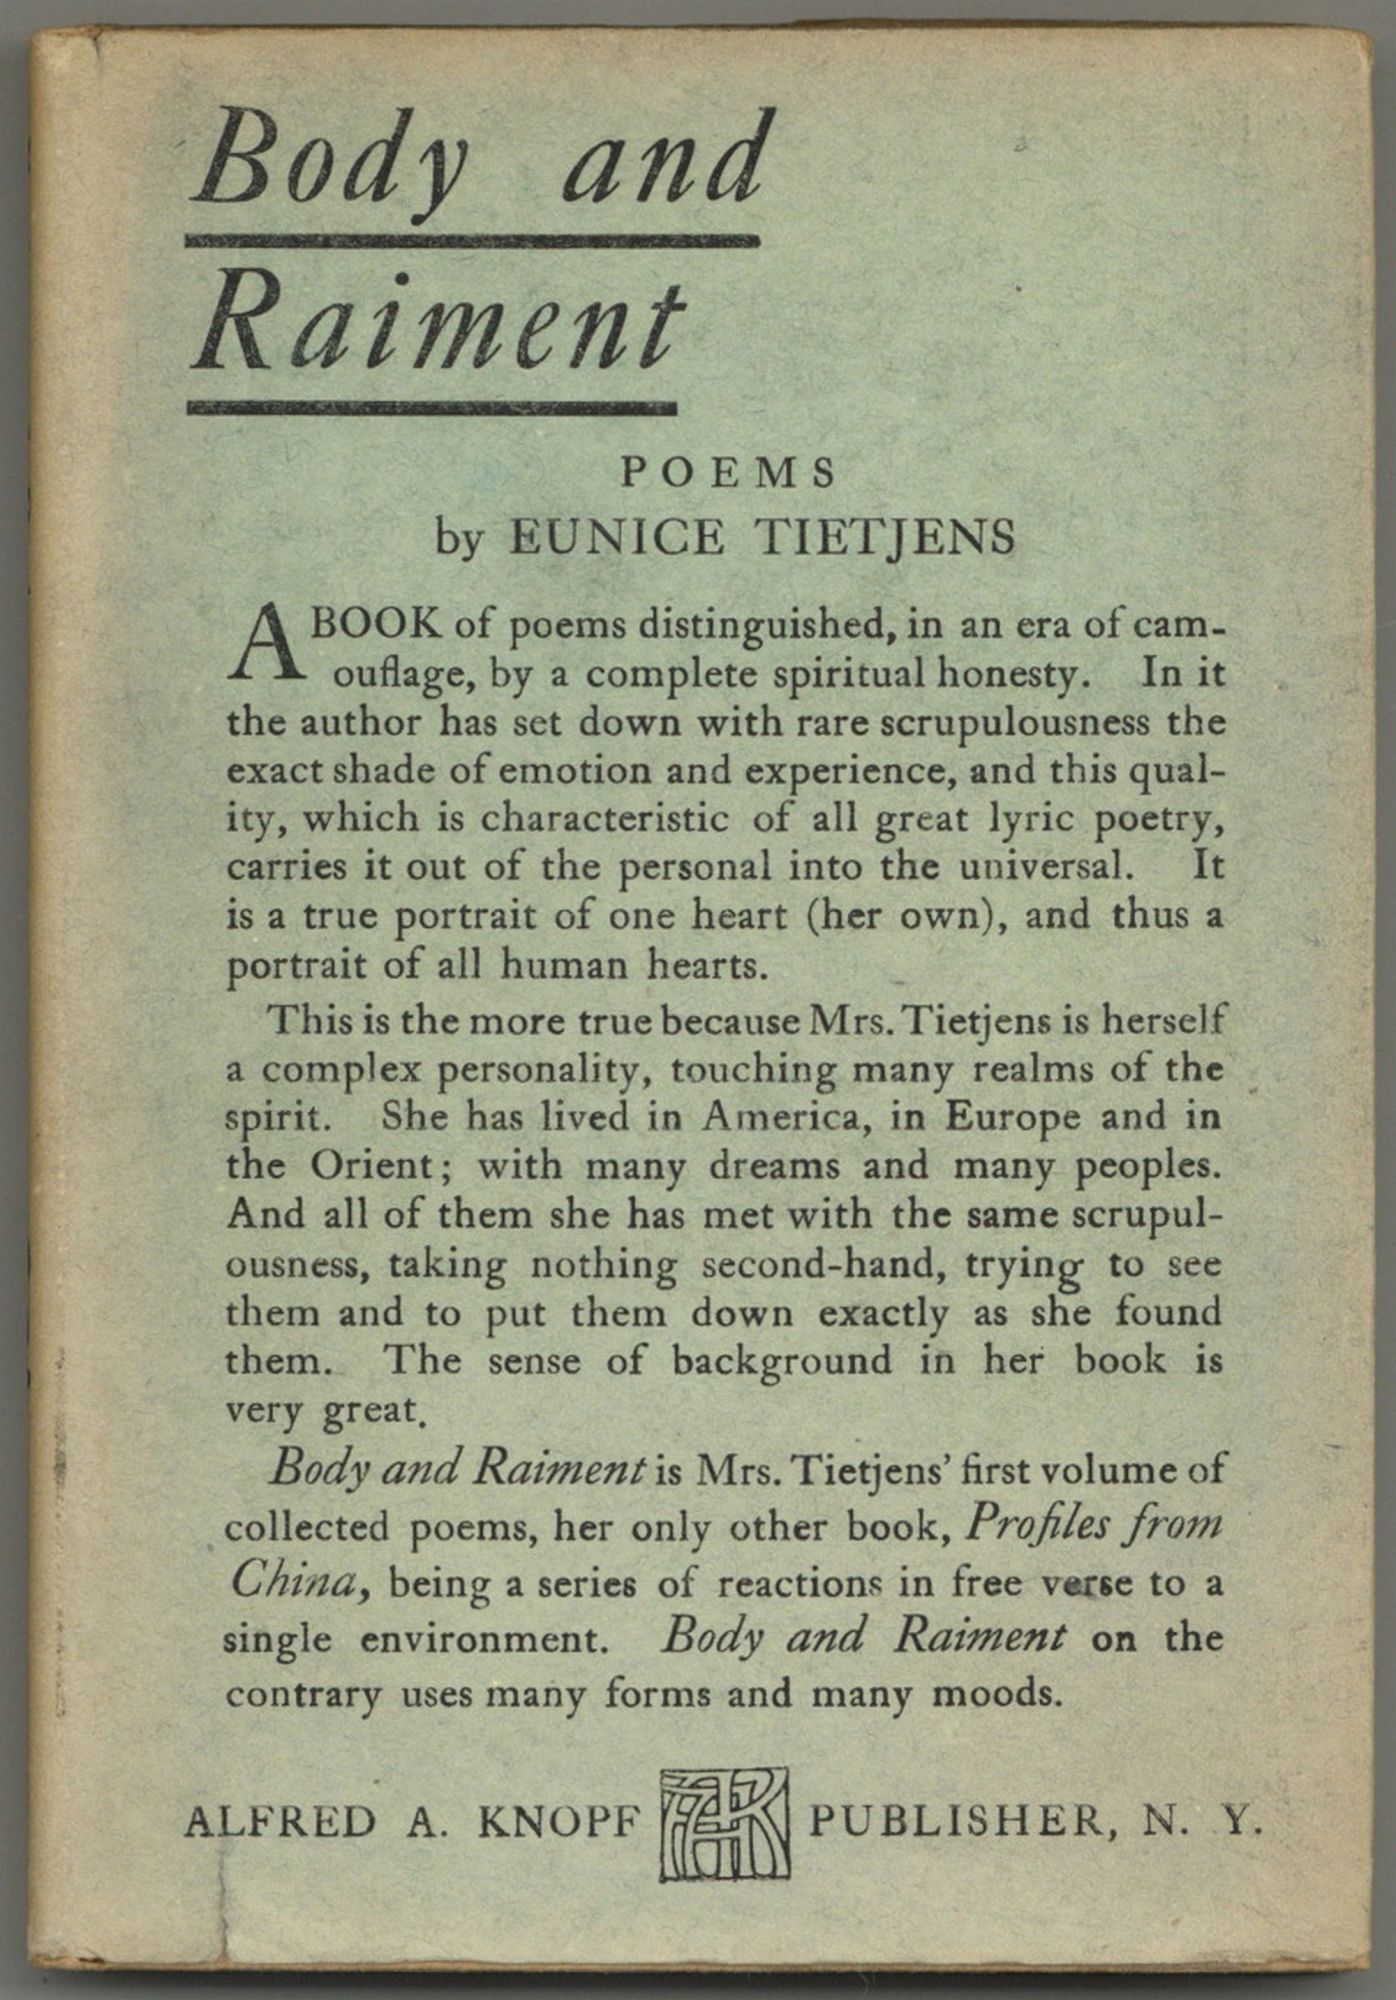 Body and
Raiment
POEMS
by EUNICE TIETJENS
A BOOK of poems distinguished, in an era of cam-
ouflage, by a complete spiritual honesty. In it
the author has set down with rare scrupulousness the
exact shade of emotion and experience, and this qual-
ity, which is characteristic of all great lyric poetry,
carries it out of the personal into the universal. It
is a true portrait of one heart (her own), and thus a
portrait of all human hearts.
This is the more true because Mrs. Tietjens is herself
a complex personality, touching many realms of the
spirit. She has lived in America, in Europe and in
the Orient; with many dreams and many peoples.
And all of them she has met with the same scrupul-
ousness, taking nothing second-hand, trying to see
them and to put them down exactly as she found
them. The sense of background in her book is
very great.
Body and Raiment is Mrs. Tietjens' first volume of
collected poems, her only other book, Profiles from
China, being a series of reactions in free verse to a
single environment. Body and Raiment on the
contrary uses many forms and many moods.
ALFRED A. KNOPF AAK PUBLISHER, N. Y.